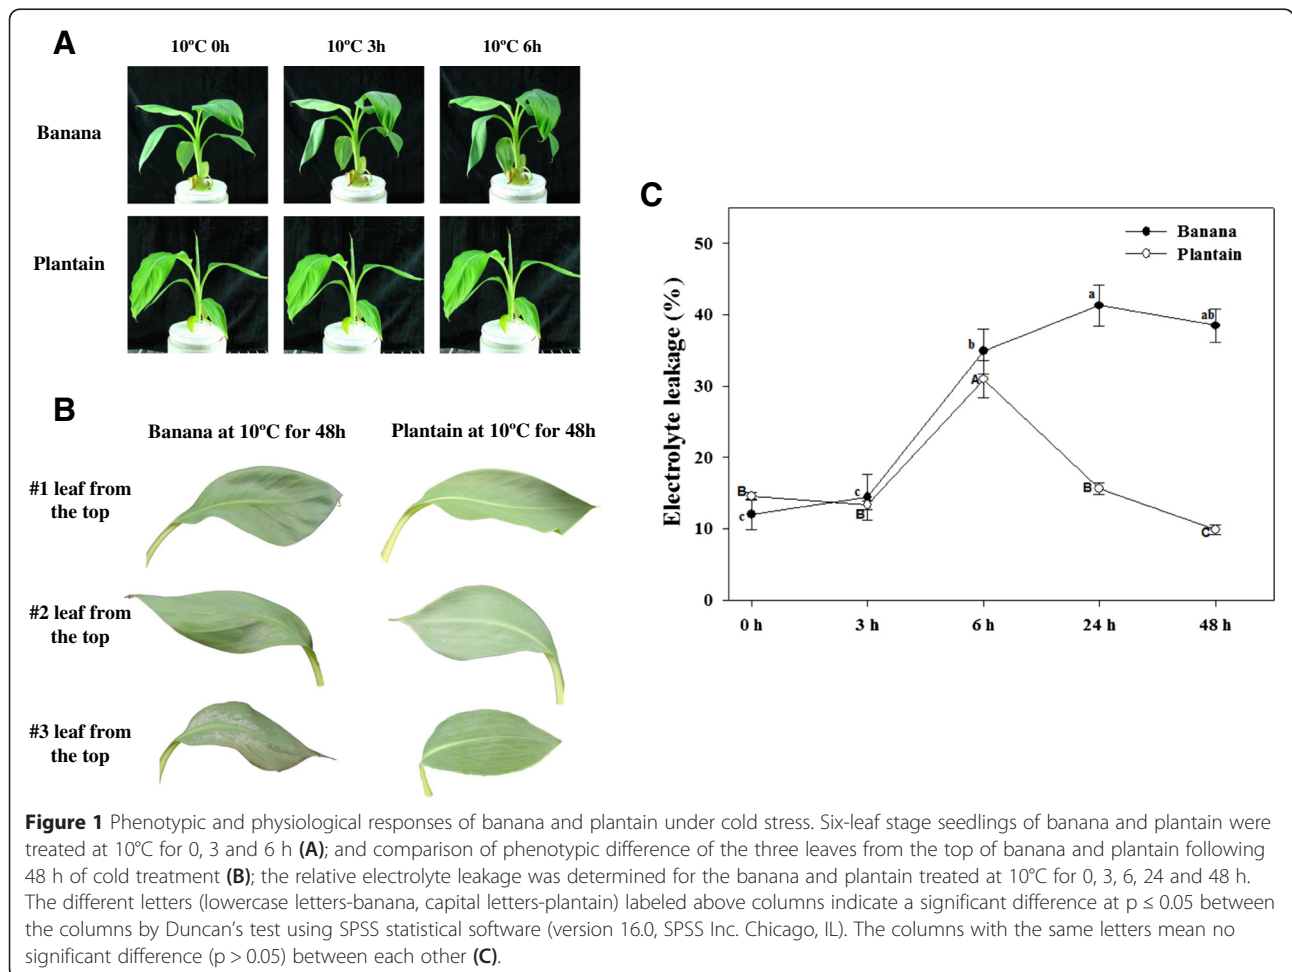 A
10ºC 0h
10ºC 3h
10ºC 6h
Banana
Plantain
B
Banana at 10ºC for 48h
Plantain at 10ºC for 48h
#1 leaf from
the top
#2 leaf from
the top
#3 leaf from
the top
C
Electrolyte leakage (%)
50
40
30
20
10
0
0 h
3 h
6 h
24 h
48 h
Banana
Plantain
B
c
c
B
b
A
a
B
ab
C
Figure 1 Phenotypic and physiological responses of banana and plantain under cold stress. Six-leaf stage seedlings of banana and plantain were
treated at 10°C for 0, 3 and 6 h (A); and comparison of phenotypic difference of the three leaves from the top of banana and plantain following
48 h of cold treatment (B); the relative electrolyte leakage was determined for the banana and plantain treated at 10°C for 0, 3, 6, 24 and 48 h.
The different letters (lowercase letters-banana, capital letters-plantain) labeled above columns indicate a significant difference at p ≤ 0.05 between
the columns by Duncan's test using SPSS statistical software (version 16.0, SPSS Inc. Chicago, IL). The columns with the same letters mean no
significant difference (p > 0.05) between each other (C).